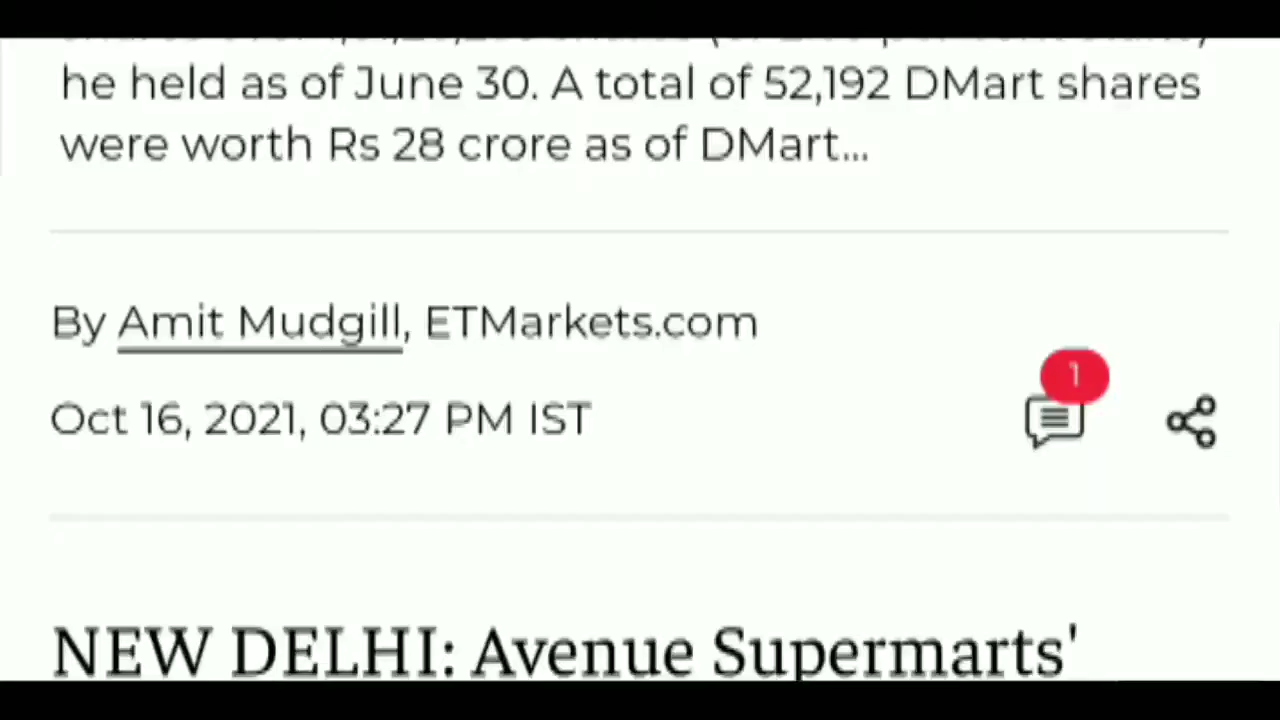 he held as of June 30. A total of 52,192 DMart shares
were worth Rs 28 crore as of DMart...
By Amit Mudgill, ETMarkets.com
1
Oct 16, 2021, 03:27 PM IST
NEW DELHI: Avenue Supermarts'